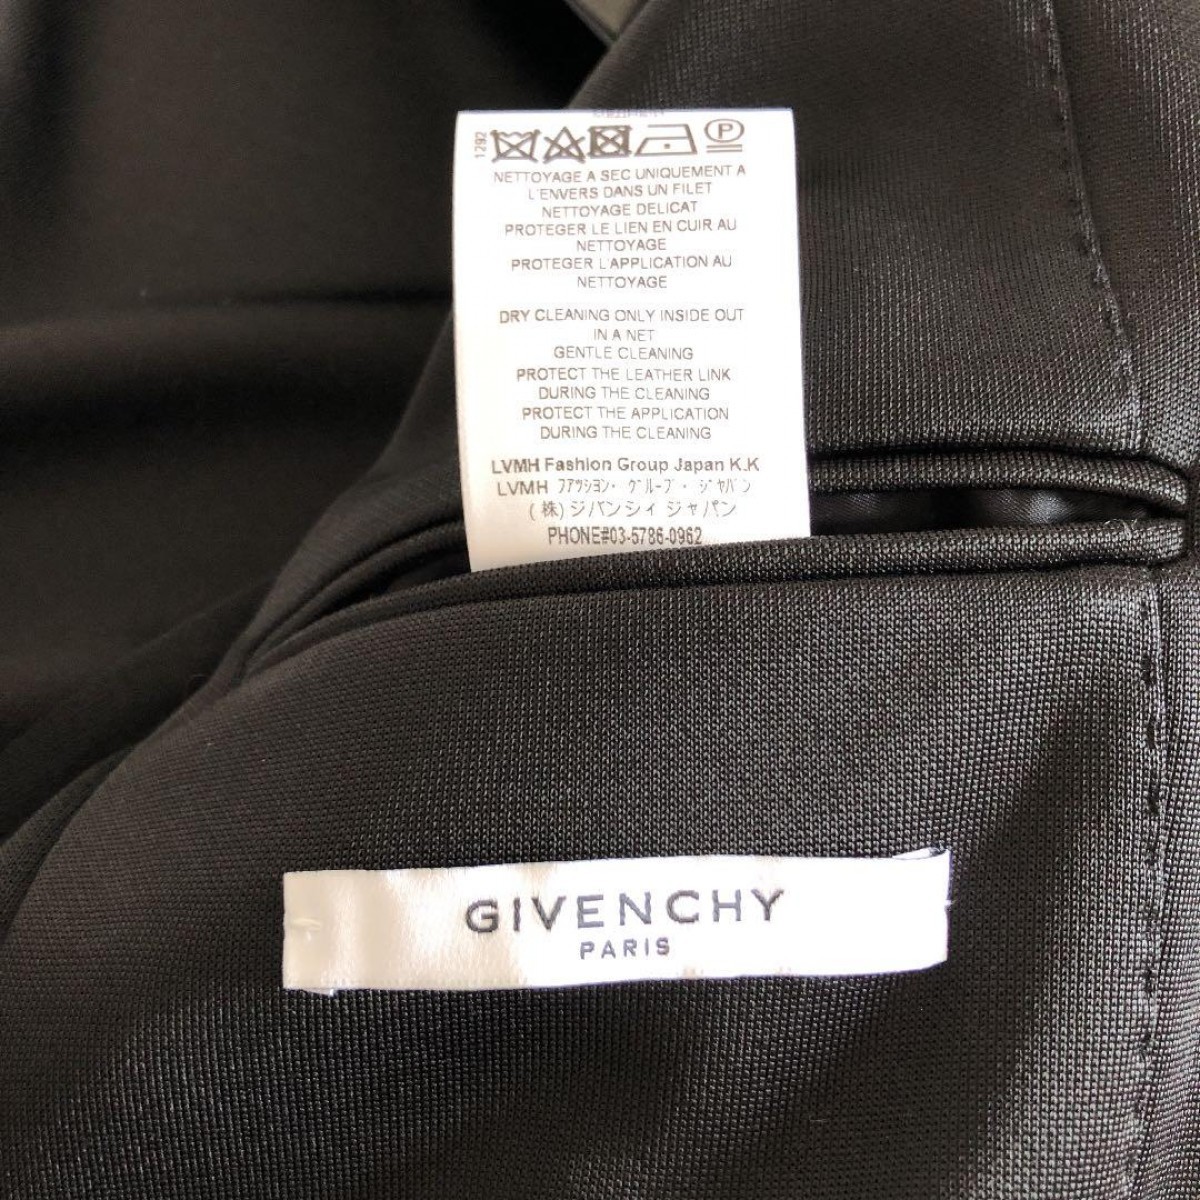 1292
P
NETTOYAGE A SEC UNIQUEMENT A
L'ENVERS DANS UN FILET
NETTOYAGE DELICAT
PROTEGER LE LIEN EN CUIR AU
NETTOYAGE
PROTEGER L'APPLICATION AU
NETTOYAGE
DRY CLEANING ONLY INSIDE OUT
IN A NET
GENTLE CLEANING
PROTECT THE LEATHER LINK
DURING THE CLEANING
PROTECT THE APPLICATION
DURING THE CLEANING
LVMH Fashion Group Japan K.K
LVMH ファッション・グループ・ジャパン
(株)ジバンシィ ジャパン
PHONE#03-5786-0962
GIVENCHY
PARIS